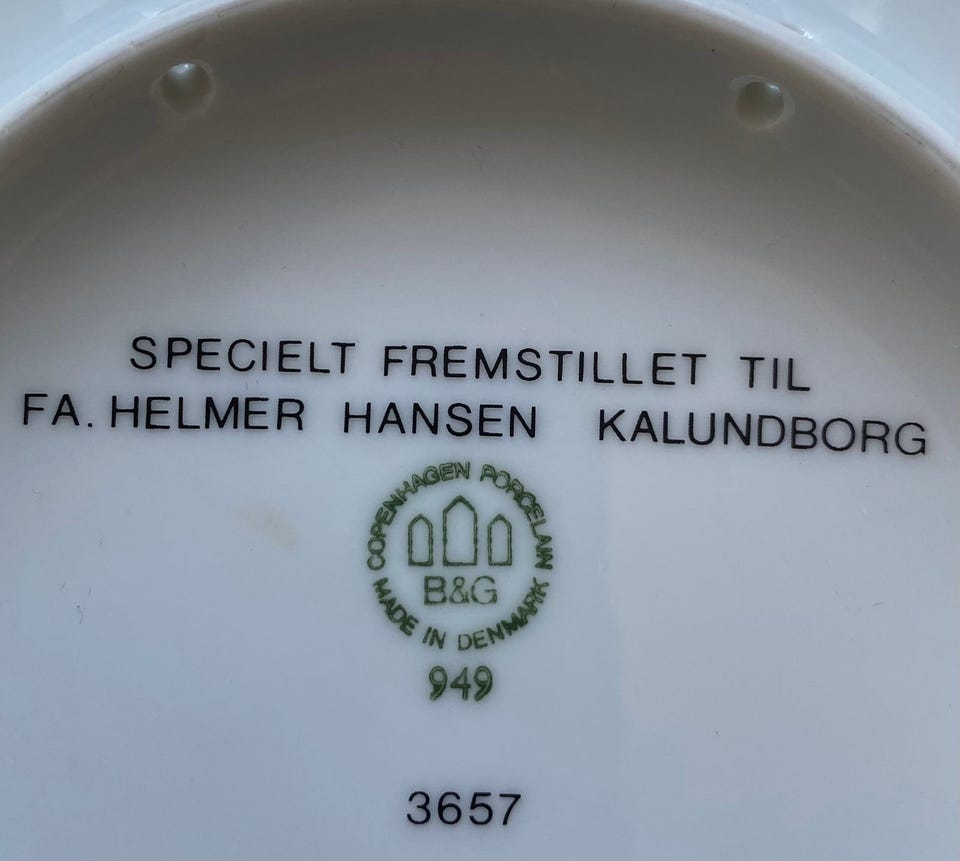 SPECIELT FREMSTILLET TIL
FA. HELMER HANSEN KALUNDBORG
COPENHAGEN PORCELAIN
B&G
MADE IN DENMARK
949
3657